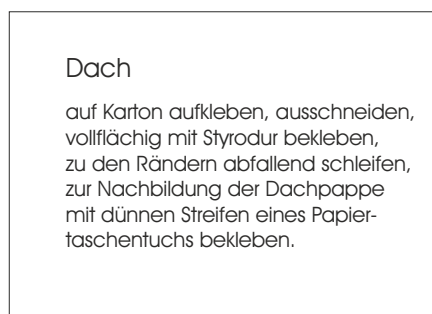 Dach
auf Karton aufkleben, ausschneiden,
vollflächig mit Styrodur bekleben,
zu den Rändern abfallend schleifen,
zur Nachbildung der Dachpappe
mit dünnen Streifen eines Papier-
taschentuchs bekleben.